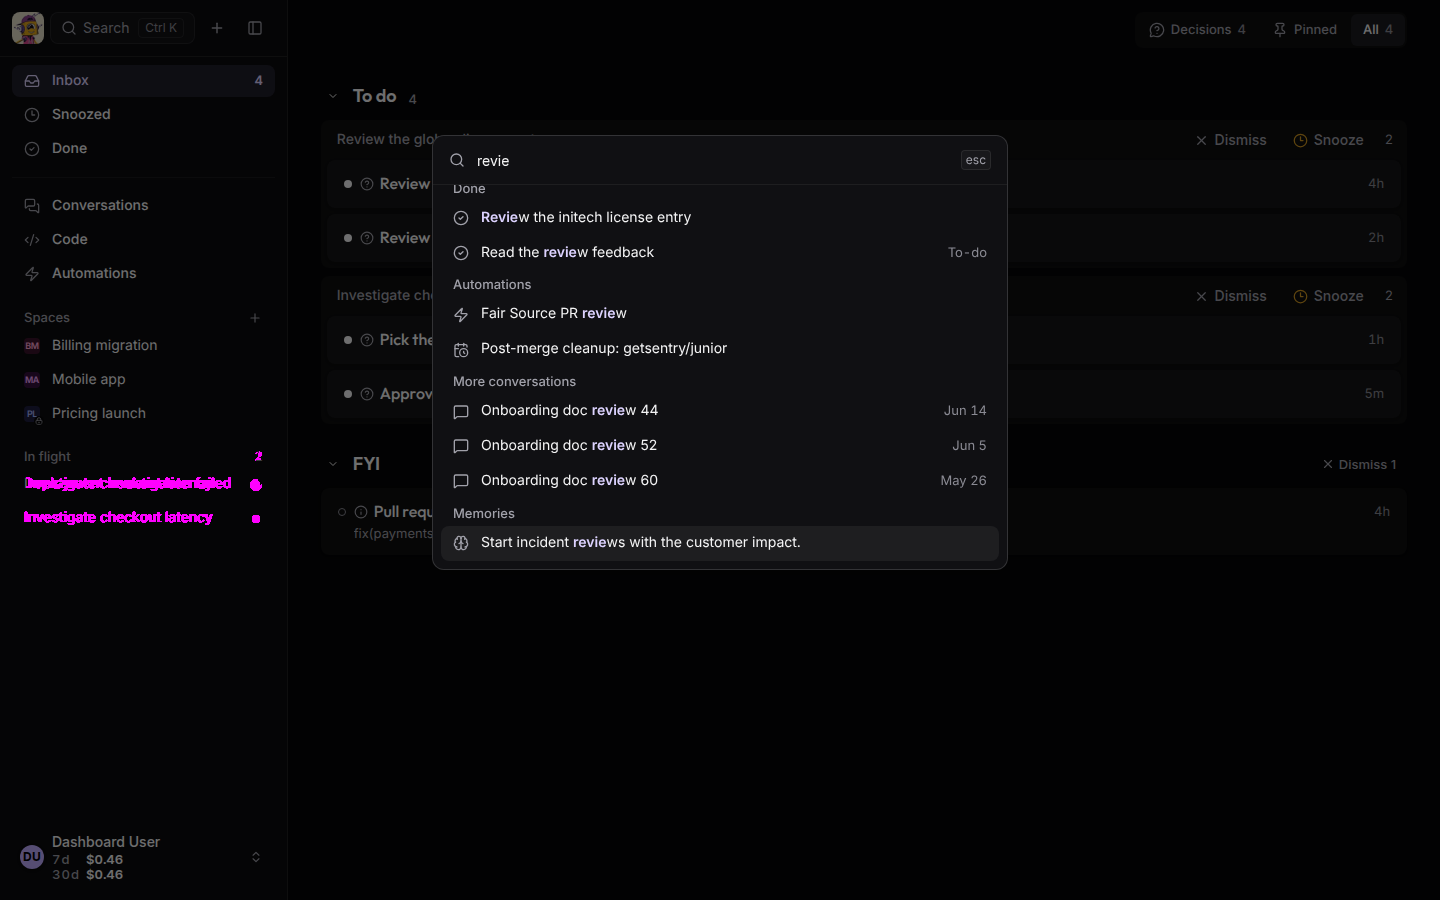 Search Ctrl K
Inbox 4
Snoozed
Done
Conversations
Code
Automations
Spaces
BM Billing migration
MA Mobile app
PL Pricing launch
In flight
Investigate checkout latency
DU Dashboard User
7d $0.46
30d $0.46
Decisions 4 Pinned All 4
To do 4
Review the Dismiss Snooze 2
Review 4h
Review 2h
Investigate Dismiss Snooze 2
Pick the 1h
Approv 5m
FYI Dismiss 1
Pull requ 4h
fix(payments
revie esc
Done
Review the initech license entry
Read the review feedback To-do
Automations
Fair Source PR review
Post-merge cleanup: getsentry/junior
More conversations
Onboarding doc review 44 Jun 14
Onboarding doc review 52 Jun 5
Onboarding doc review 60 May 26
Memories
Start incident reviews with the customer impact.